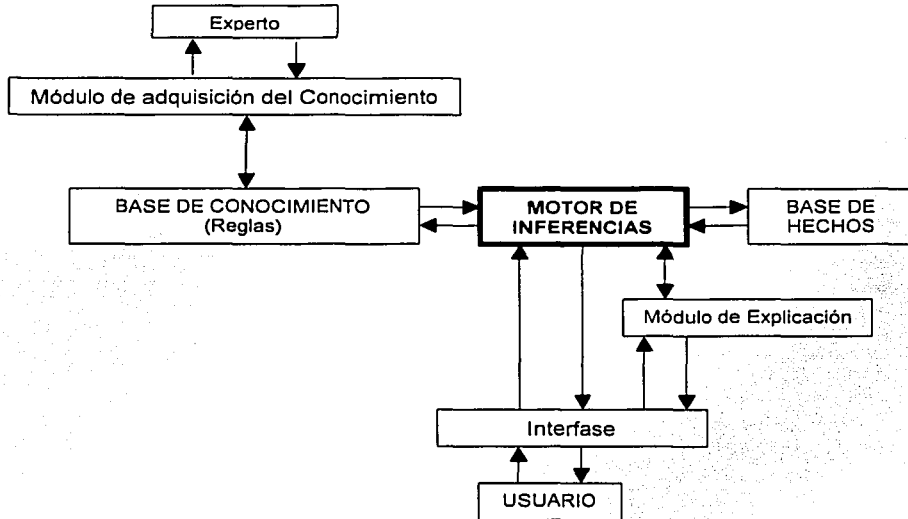 Experto
Módulo de adquisición del Conocimiento
BASE DE CONOCIMIENTO
(Reglas)
MOTOR DE
INFERENCIAS
BASE DE
HECHOS
Módulo de Explicación
Interfase
USUARIO